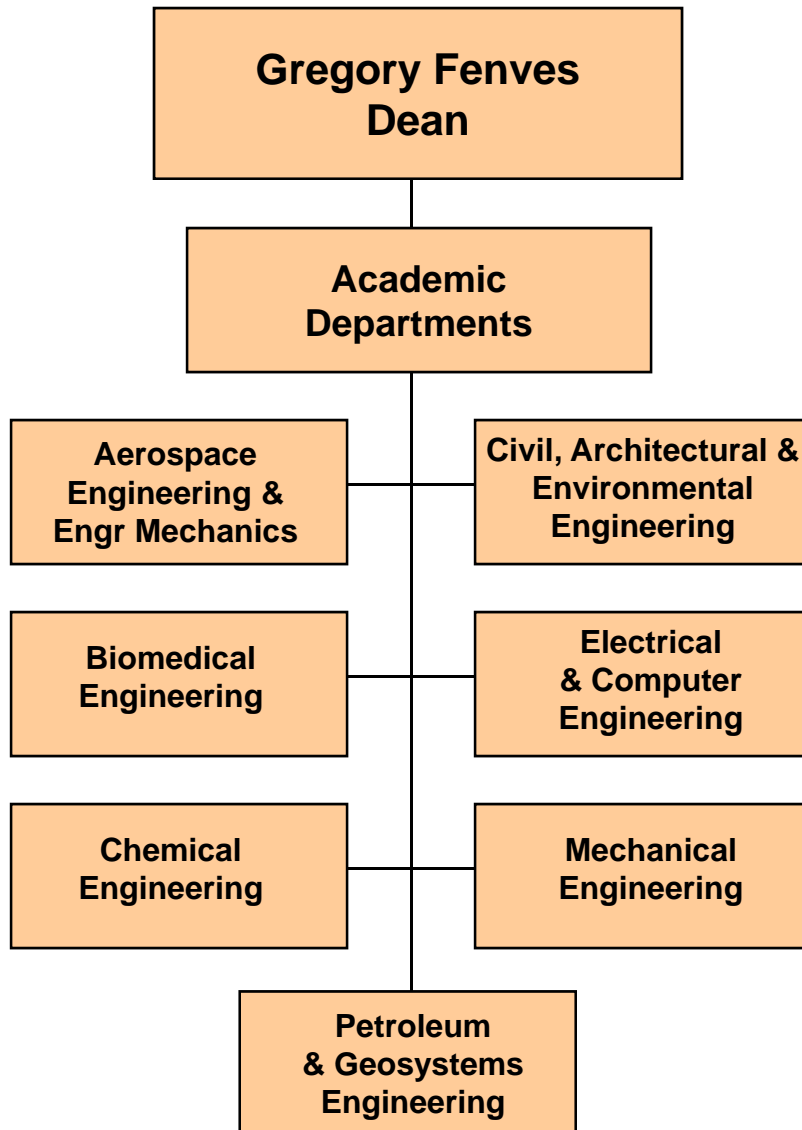 Gregory Fenves
Dean
Academic
Departments
Aerospace
Engineering &
Engr Mechanics
Civil, Architectural &
Environmental
Engineering
Biomedical
Engineering
Electrical
& Computer
Engineering
Chemical
Engineering
Mechanical
Engineering
Petroleum
& Geosystems
Engineering